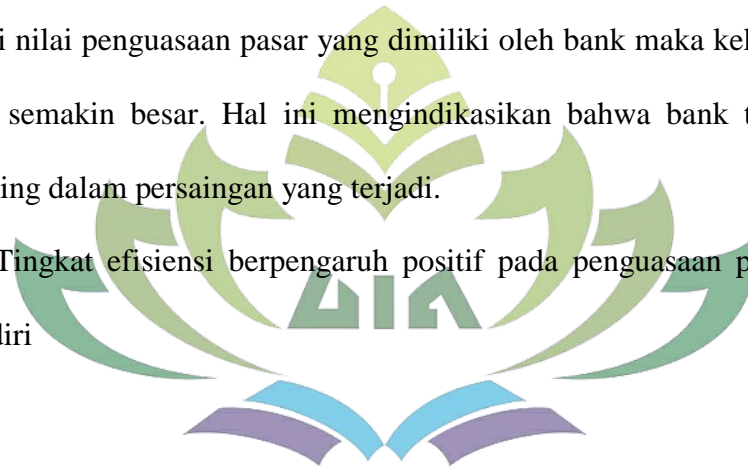 i nilai penguasaan pasar yang dimiliki oleh bank maka
semakin besar. Hal ini mengindikasikan bahwa bank
ing dalam persaingan yang terjadi.
Tingkat efisiensi berpengaruh positif pada penguasaan
UIN
diri